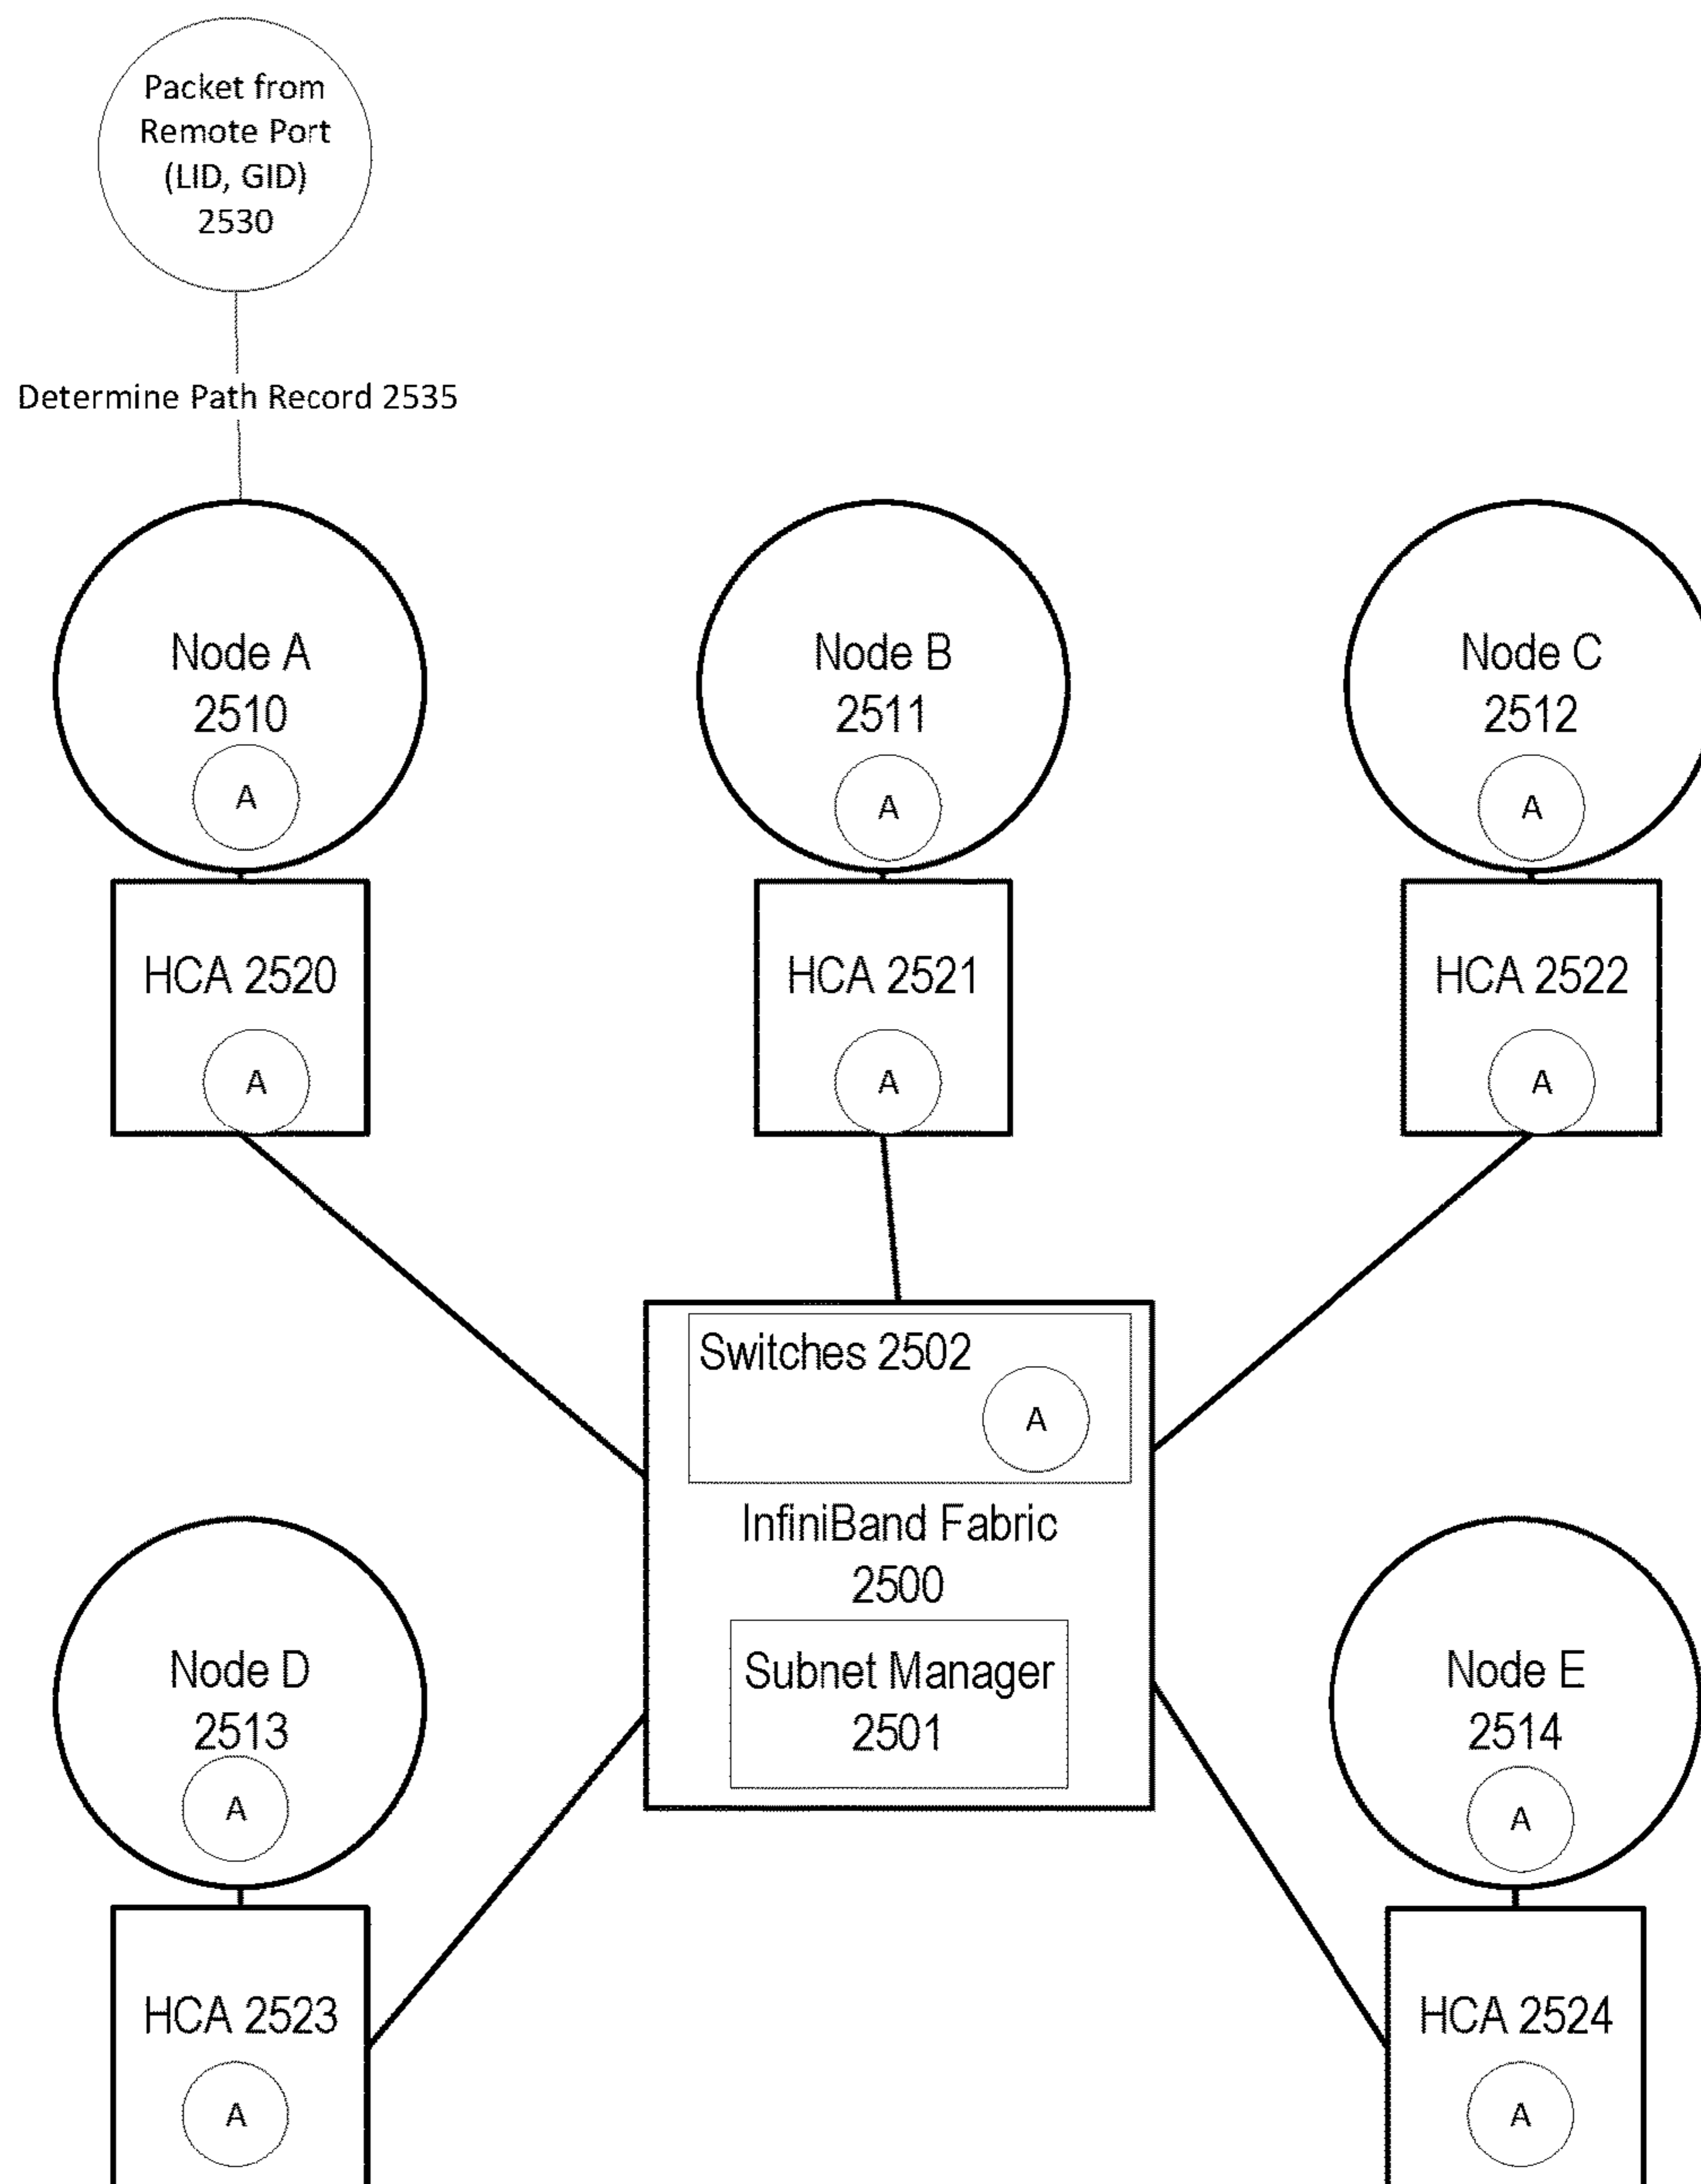 Packet from
Remote Port
(LID, GID)
2530
Determine Path Record 2535
Node A
2510
A
Node B
2511
A
Node C
2512
A
HCA 2520
A
HCA 2521
A
HCA 2522
A
Switches 2502
A
InfiniBand Fabric
2500
Subnet Manager
2501
Node D
2513
A
Node E
2514
A
HCA 2523
A
HCA 2524
A